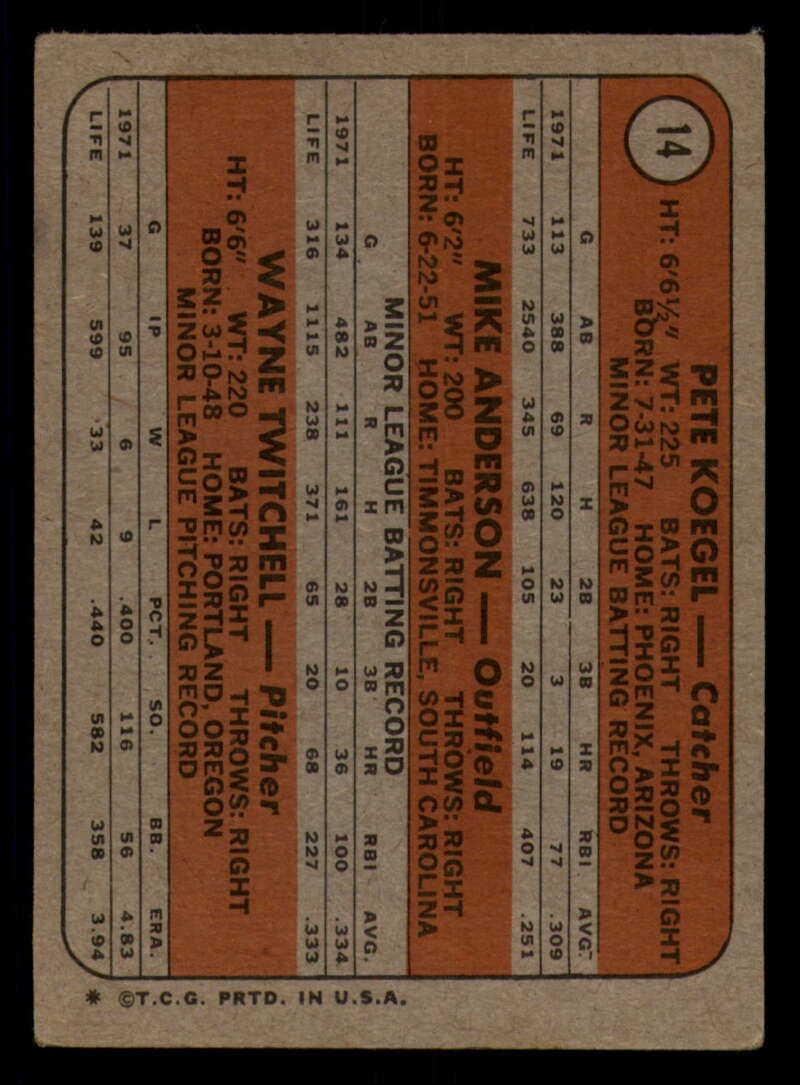 14
PETE KOEGEL — Catcher
HT: 6'6½" WT: 225 BATS: RIGHT THROWS: RIGHT
BORN: 7-31-47 HOME: PHOENIX, ARIZONA
MINOR LEAGUE BATTING RECORD
G AB R H 2B 3B HR RBI AVG.
1971 113 388 69 120 23 3 19 77 .309
LIFE 733 2540 345 638 105 20 114 407 .251
MIKE ANDERSON — Outfield
HT: 6'2" WT: 200 BATS: RIGHT THROWS: RIGHT
BORN: 6-22-51 HOME: TIMMONSVILLE, SOUTH CAROLINA
MINOR LEAGUE BATTING RECORD
G AB R H 2B 3B HR RBI AVG.
1971 134 482 111 161 28 10 36 100 .334
LIFE 316 1115 238 371 65 20 68 227 .333
WAYNE TWITCHELL — Pitcher
HT: 6'6" WT: 220 BATS: RIGHT THROWS: RIGHT
BORN: 3-10-48 HOME: PORTLAND, OREGON
MINOR LEAGUE PITCHING RECORD
G IP W L PCT. SO. BB. ERA.
1971 37 95 6 9 .400 116 56 4.83
LIFE 139 599 33 42 .440 582 358 3.94
* ©T.C.G. PRTD. IN U.S.A.